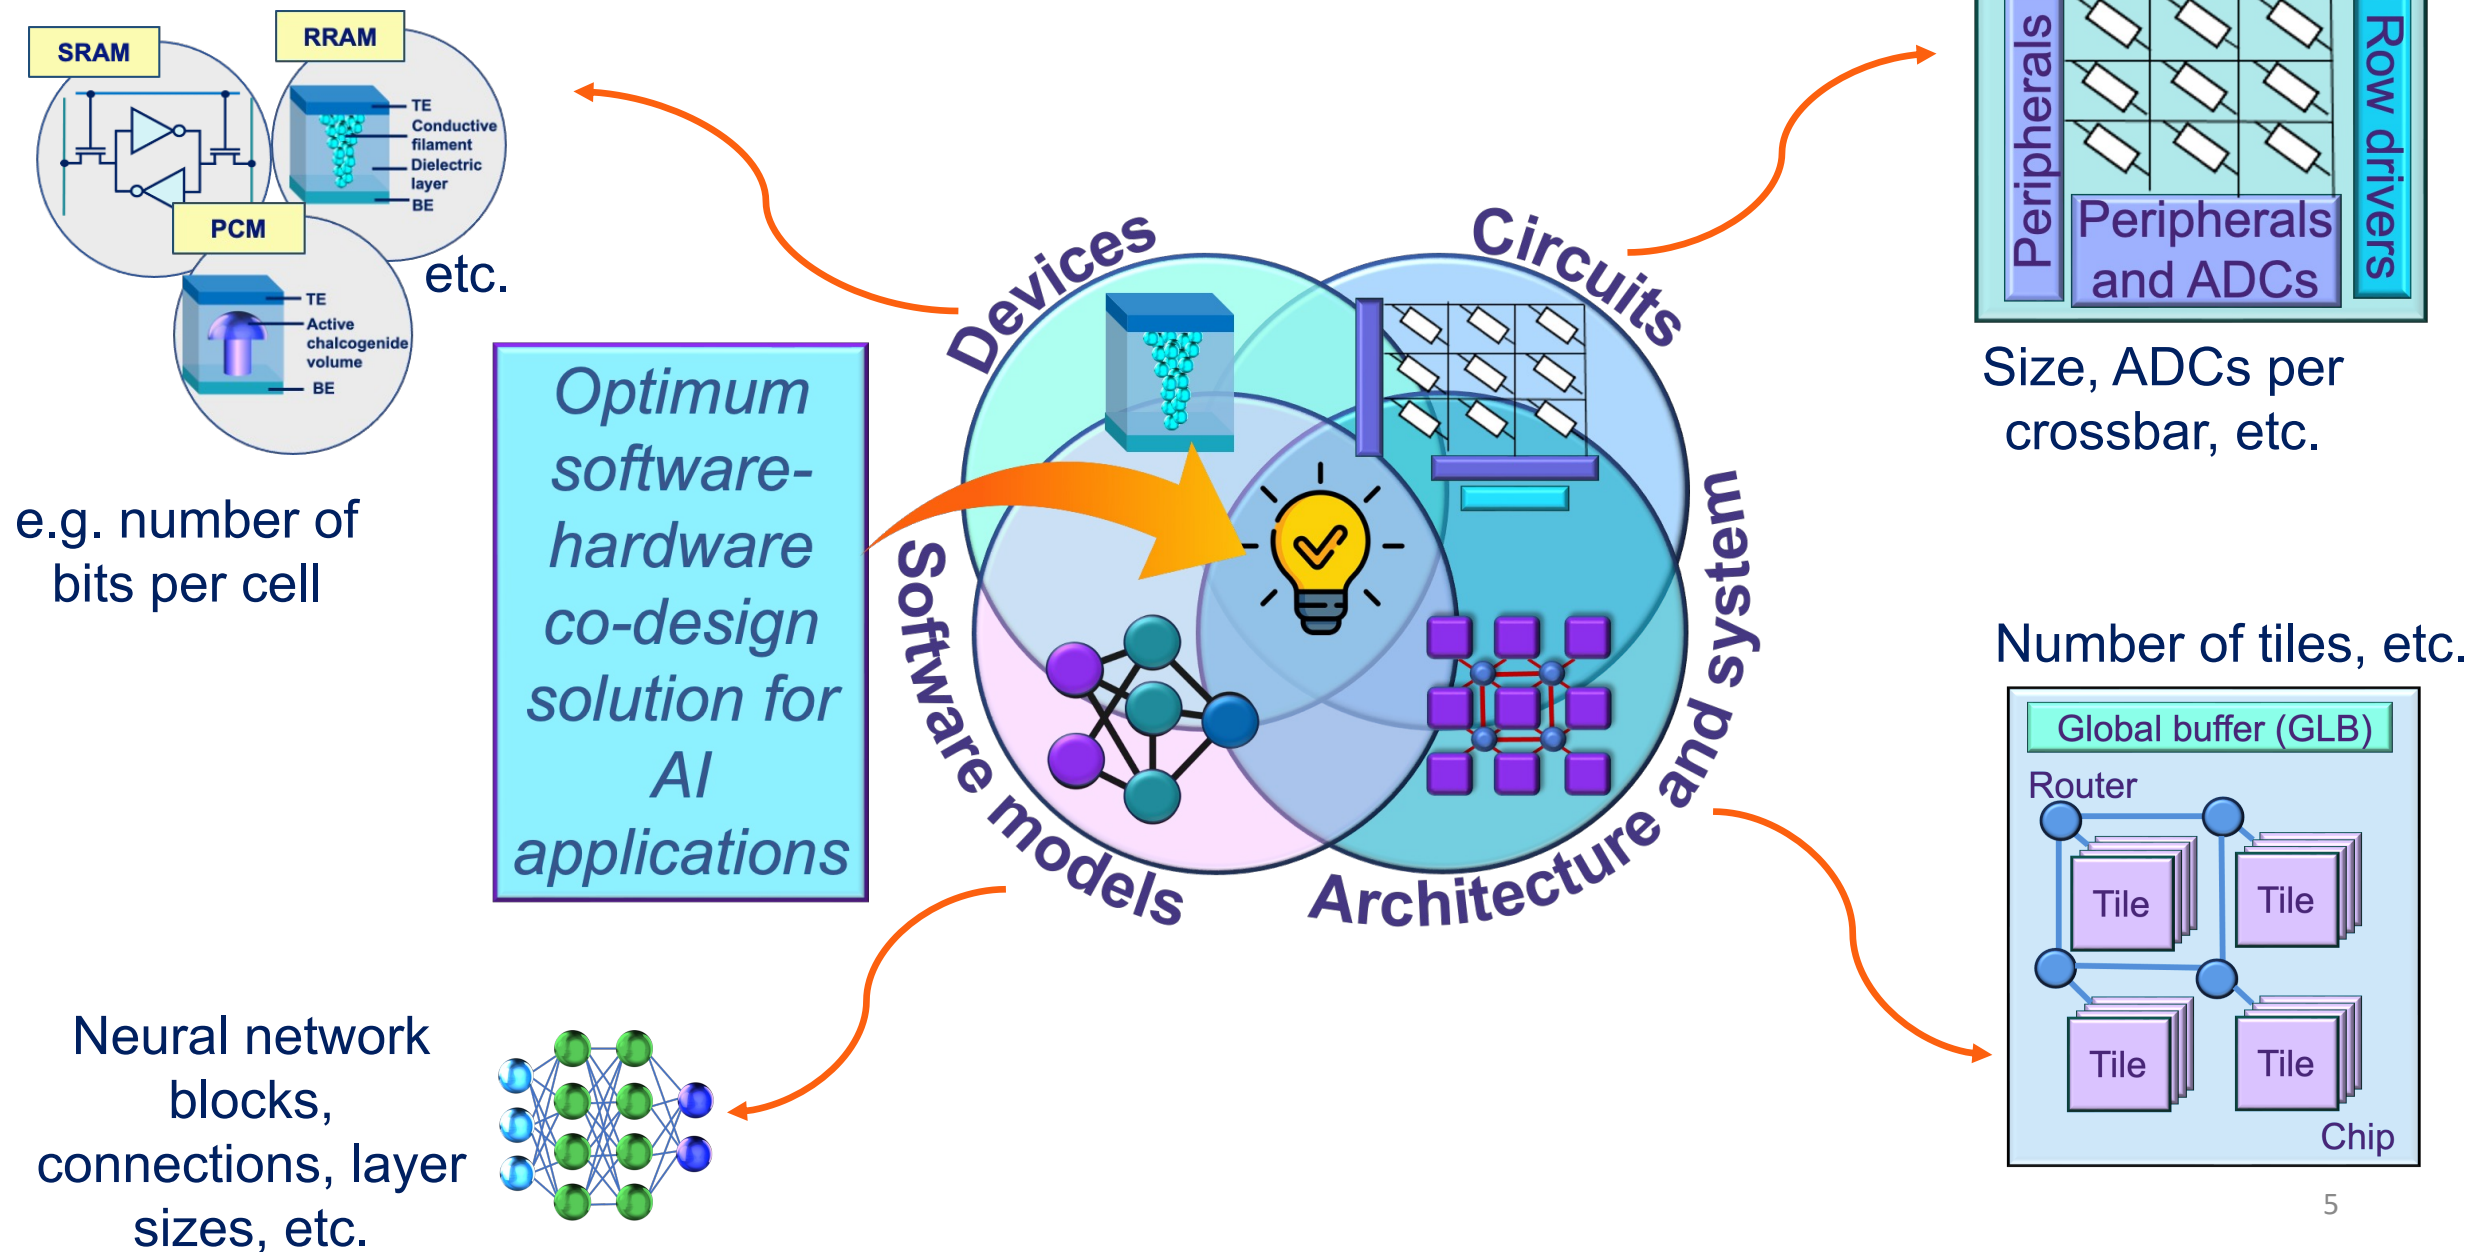 SRAM
RRAM
TE
Conductive
filament
Dielectric
layer
BE
PCM
etc.
TE
Active
chalcogenide
volume
BE
e.g. number of
bits per cell
Optimum
software-
hardware
co-design
solution for
AI
applications
Devices
Circuits
Software models
Architecture and system
Peripherals
Row drivers
Peripherals
and ADCs
Size, ADCs per
crossbar, etc.
Number of tiles, etc.
Global buffer (GLB)
Router
Tile
Tile
Tile
Tile
Chip
Neural network
blocks,
connections, layer
sizes, etc.
5